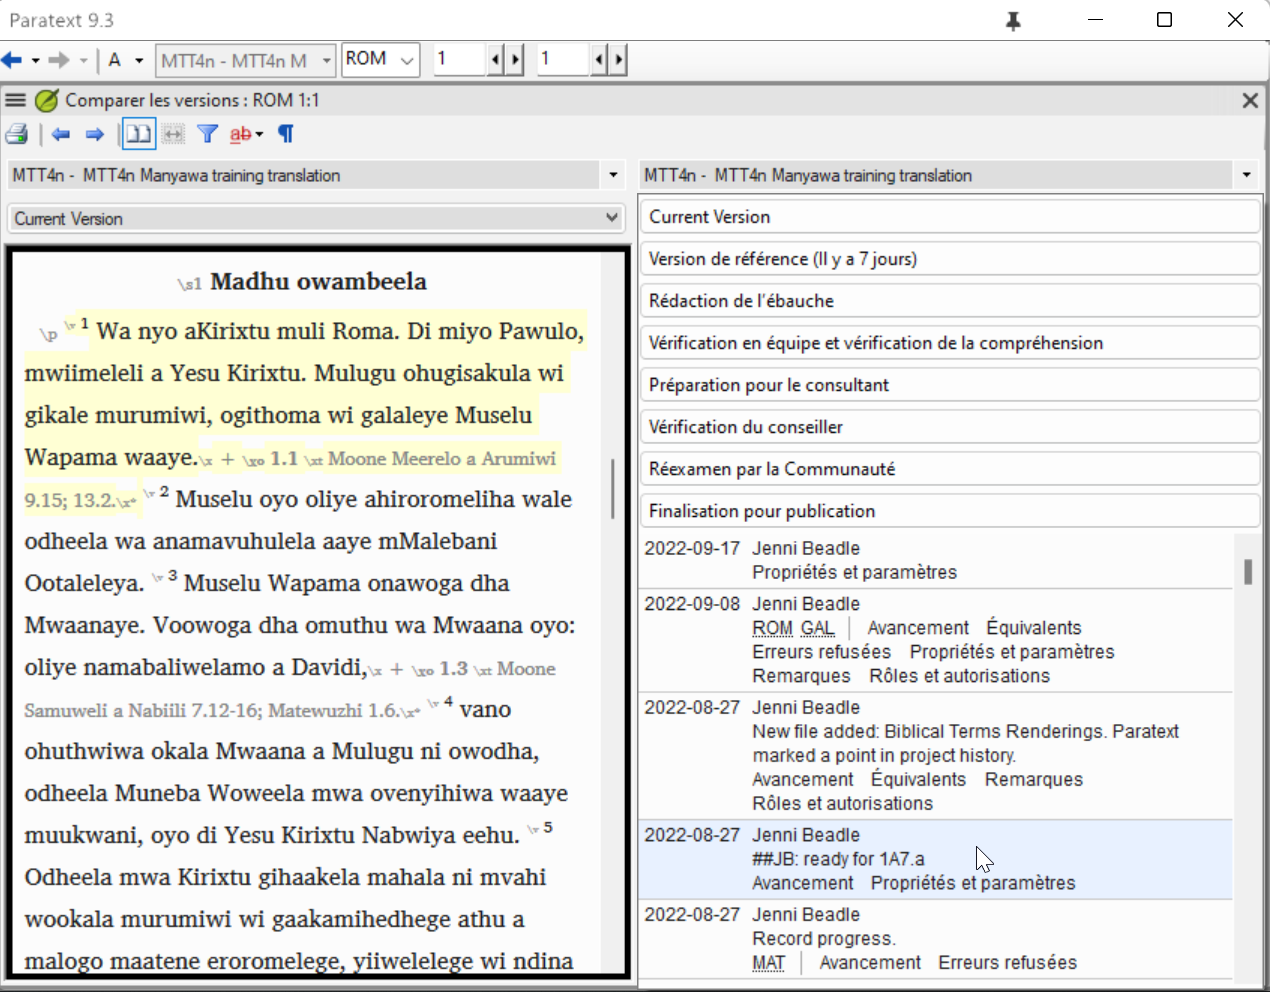 Paratext 9.3
A
MTT4n - MTT4n M
ROM
1
1
Comparer les versions : ROM 1:1
ab
¶
MTT4n - MTT4n Manyawa training translation
Current Version
\s1 Madhu owambeela
\p \v 1 Wa nyo aKirixtu muli Roma. Di miyo Pawulo,
mwiimeleli a Yesu Kirixtu. Mulugu ohugisakula wi
gikale murumiwi, ogithoma wi galaleye Muselu
Wapama waaye.\x + \xo 1.1 \xt Moone Meerelo a Arumiwi
9.15; 13.2.\x* \v 2 Muselu oyo oliye ahiroromeliha wale
odheela wa anamavuhulela aaye mMalebani
Ootaleleya. \v 3 Muselu Wapama onawoga dha
Mwaanaye. Voowoga dha omuthu wa Mwaana oyo:
oliye namabaliwelamo a Davidi,\x + \xo 1.3 \xt Moone
Samuweli a Nabiili 7.12-16; Matewuzhi 1.6.\x* \v 4 vano
ohuthwiwa okala Mwaana a Mulugu ni owodha,
odheela Muneba Woweela mwa ovenyihiwa waaye
muukwani, oyo di Yesu Kirixtu Nabwiya eehu. \v 5
Odheela mwa Kirixtu gihaakela mahala ni mvahi
wookala murumiwi wi gaakamihedhege athu a
malogo maatene eroromelege, yiiwelelege wi ndina
MTT4n - MTT4n Manyawa training translation
Current Version
Version de référence (Il y a 7 jours)
Rédaction de l'ébauche
Vérification en équipe et vérification de la compréhension
Préparation pour le consultant
Vérification du conseiller
Réexamen par la Communauté
Finalisation pour publication
2022-09-17 Jenni Beadle
Propriétés et paramètres
2022-09-08 Jenni Beadle
ROM GAL | Avancement Équivalents
Erreurs refusées Propriétés et paramètres
Remarques Rôles et autorisations
2022-08-27 Jenni Beadle
New file added: Biblical Terms Renderings. Paratext
marked a point in project history.
Avancement Équivalents Remarques
Rôles et autorisations
2022-08-27 Jenni Beadle
##JB: ready for 1A7.a
Avancement Propriétés et paramètres
2022-08-27 Jenni Beadle
Record progress.
MAT | Avancement Erreurs refusées